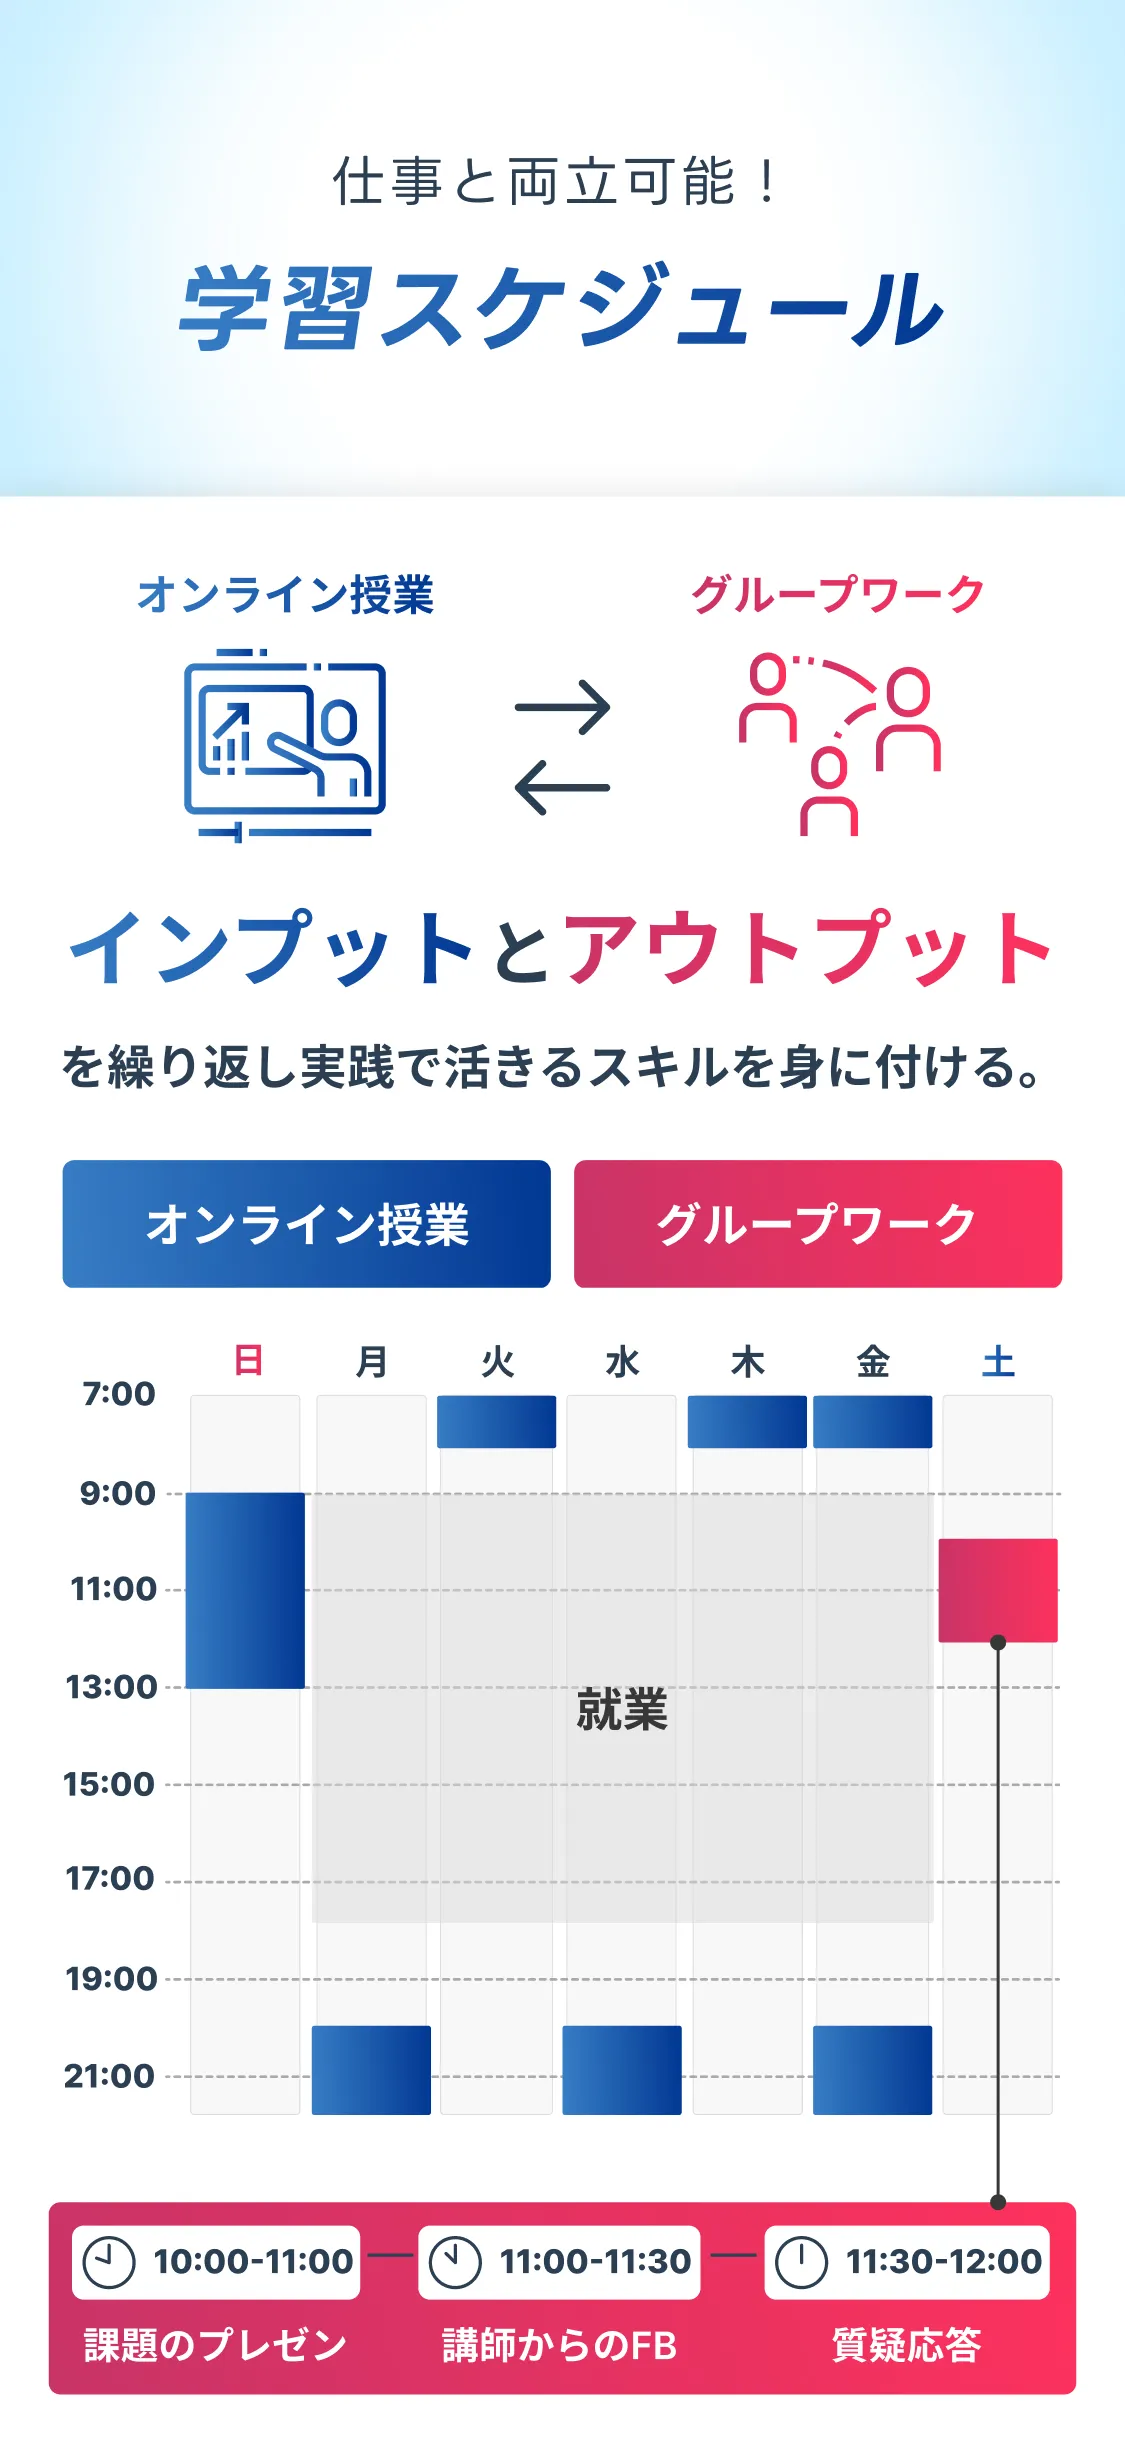 仕事と両立可能！
学習スケジュール
オンライン授業
グループワーク
インプットとアウトプット
を繰り返し実践で活きるスキルを身に付ける。
オンライン授業
グループワーク
日 月 火 水 木 金 土
7:00
9:00
11:00
13:00
就業
15:00
17:00
19:00
21:00
10:00-11:00
11:00-11:30
11:30-12:00
課題のプレゼン
講師からのFB
質疑応答